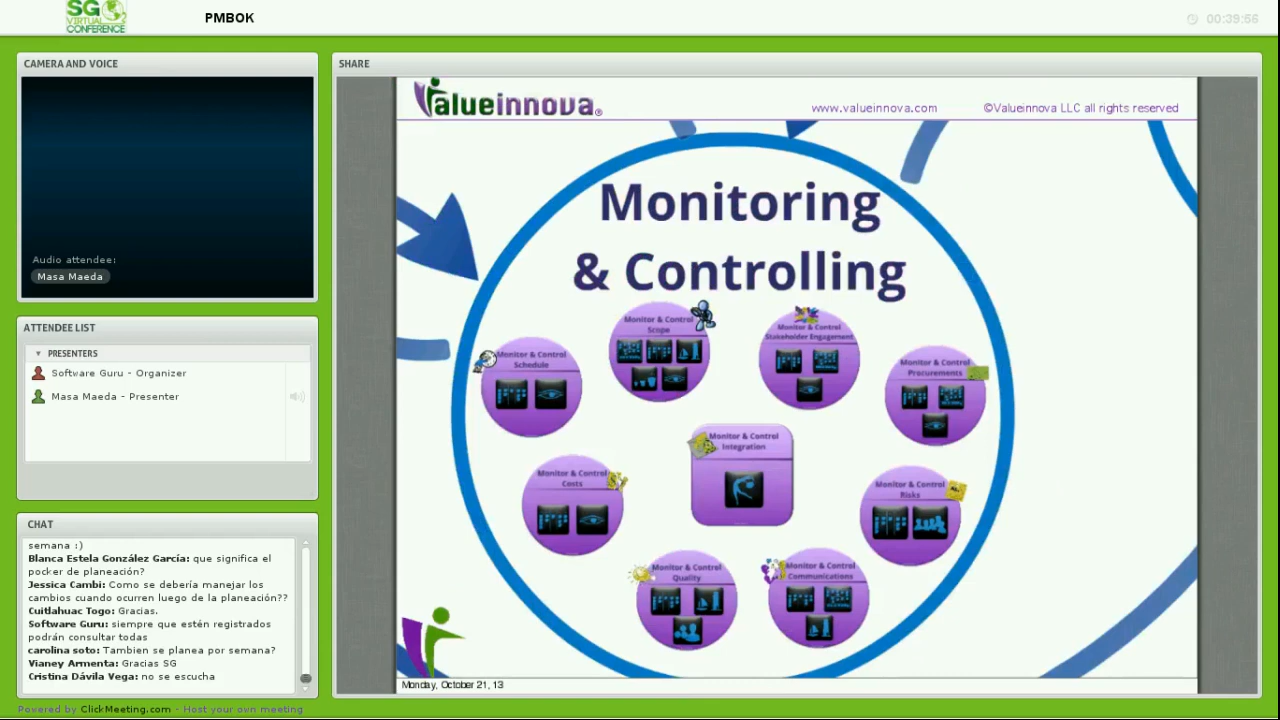 SG
VIRTUAL
CONFERENCE
PMBOK
00:39:56
CAMERA AND VOICE
Audio attendee:
Masa Maeda
ATTENDEE LIST
PRESENTERS
Software Guru - Organizer
Masa Maeda - Presenter
CHAT
semana :)
Blanca Estela González García: que significa el
pocker de planeación?
Jessica Cambi: Como se debería manejar los
cambios cuando ocurren luego de la planeación??
Cuitlahuac Togo: Gracias.
Software Guru: siempre que estén registrados
podrán consultar todas
carolina soto: Tambien se planea por semana?
Vianey Armenta: Gracias SG
Cristina Dávila Vega: no se escucha
Powered by ClickMeeting.com - Host your own meeting
SHARE
Valueinnova®
www.valueinnova.com
©Valueinnova LLC all rights reserved
Monitoring
& Controlling
Monitor & Control
Scope
Monitor & Control
Stakeholder Engagement
Monitor & Control
Schedule
Monitor & Control
Procurements
Monitor & Control
Integration
Monitor & Control
Costs
Monitor & Control
Risks
Monitor & Control
Quality
Monitor & Control
Communications
Monday, October 21, 13